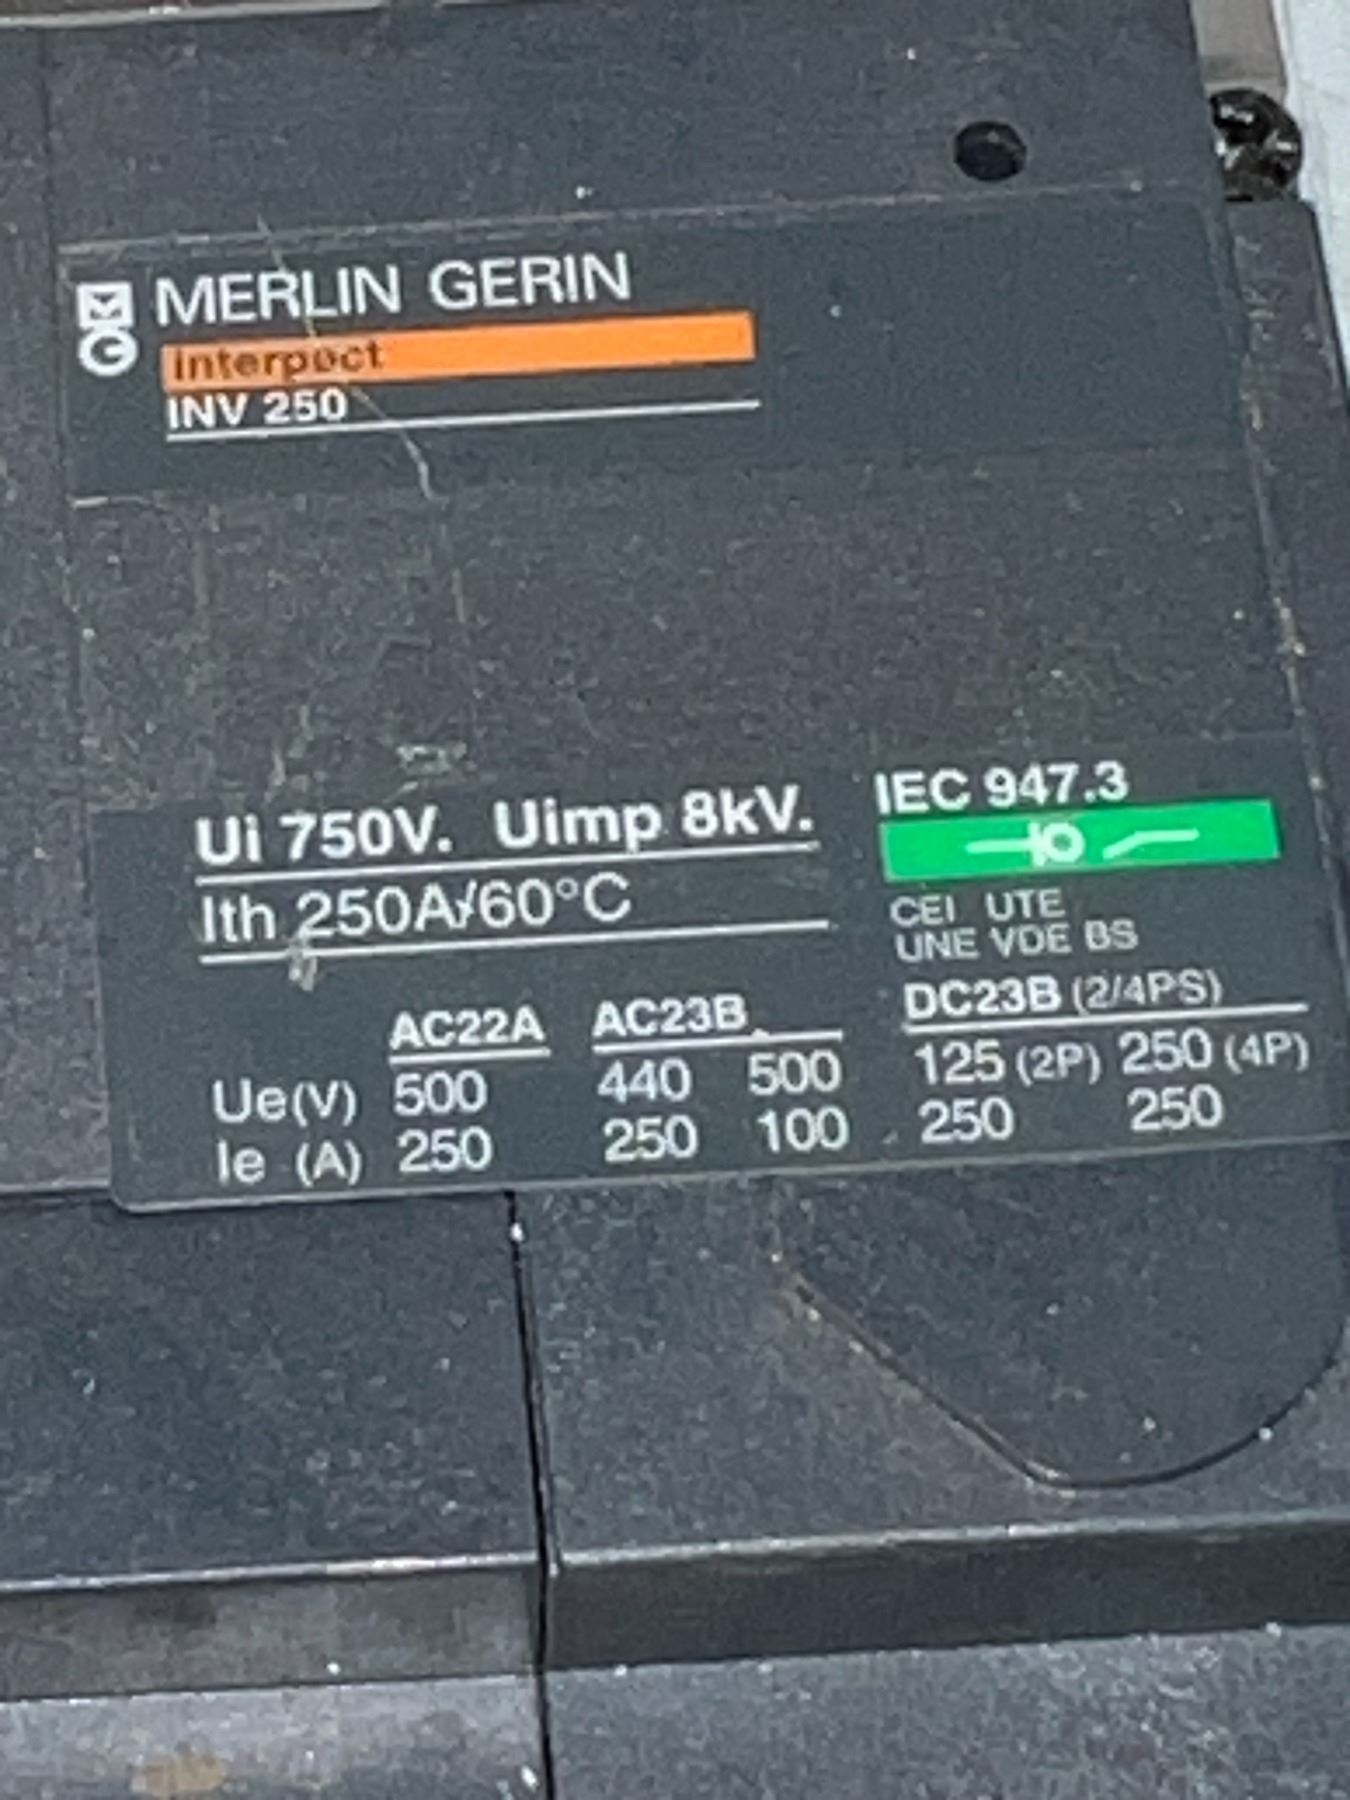 MG MERLIN GERIN
interpact
INV 250
Ui 750V. Uimp 8kV.
Ith 250A/60°C
IEC 947.3
CEI UTE
UNE VDE BS
AC22A AC23B DC23B (2/4PS)
Ue(V) 500 440 500 125 (2P) 250 (4P)
Ie (A) 250 250 100 250 250